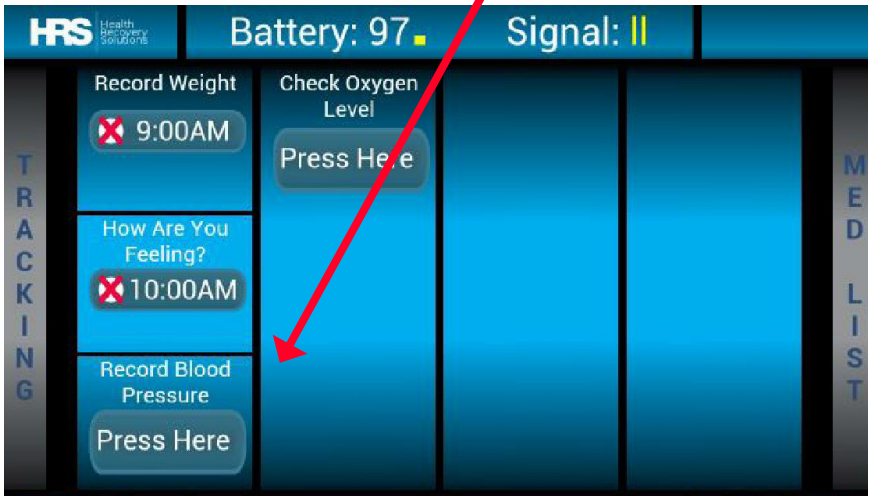 HRS Health
Recovery
Solutions
Battery: 97
Signal: ||
TRACKING
Record Weight
9:00AM
How Are You
Feeling?
10:00AM
Record Blood
Pressure
Press Here
Check Oxygen
Level
Press Here
MED LIST